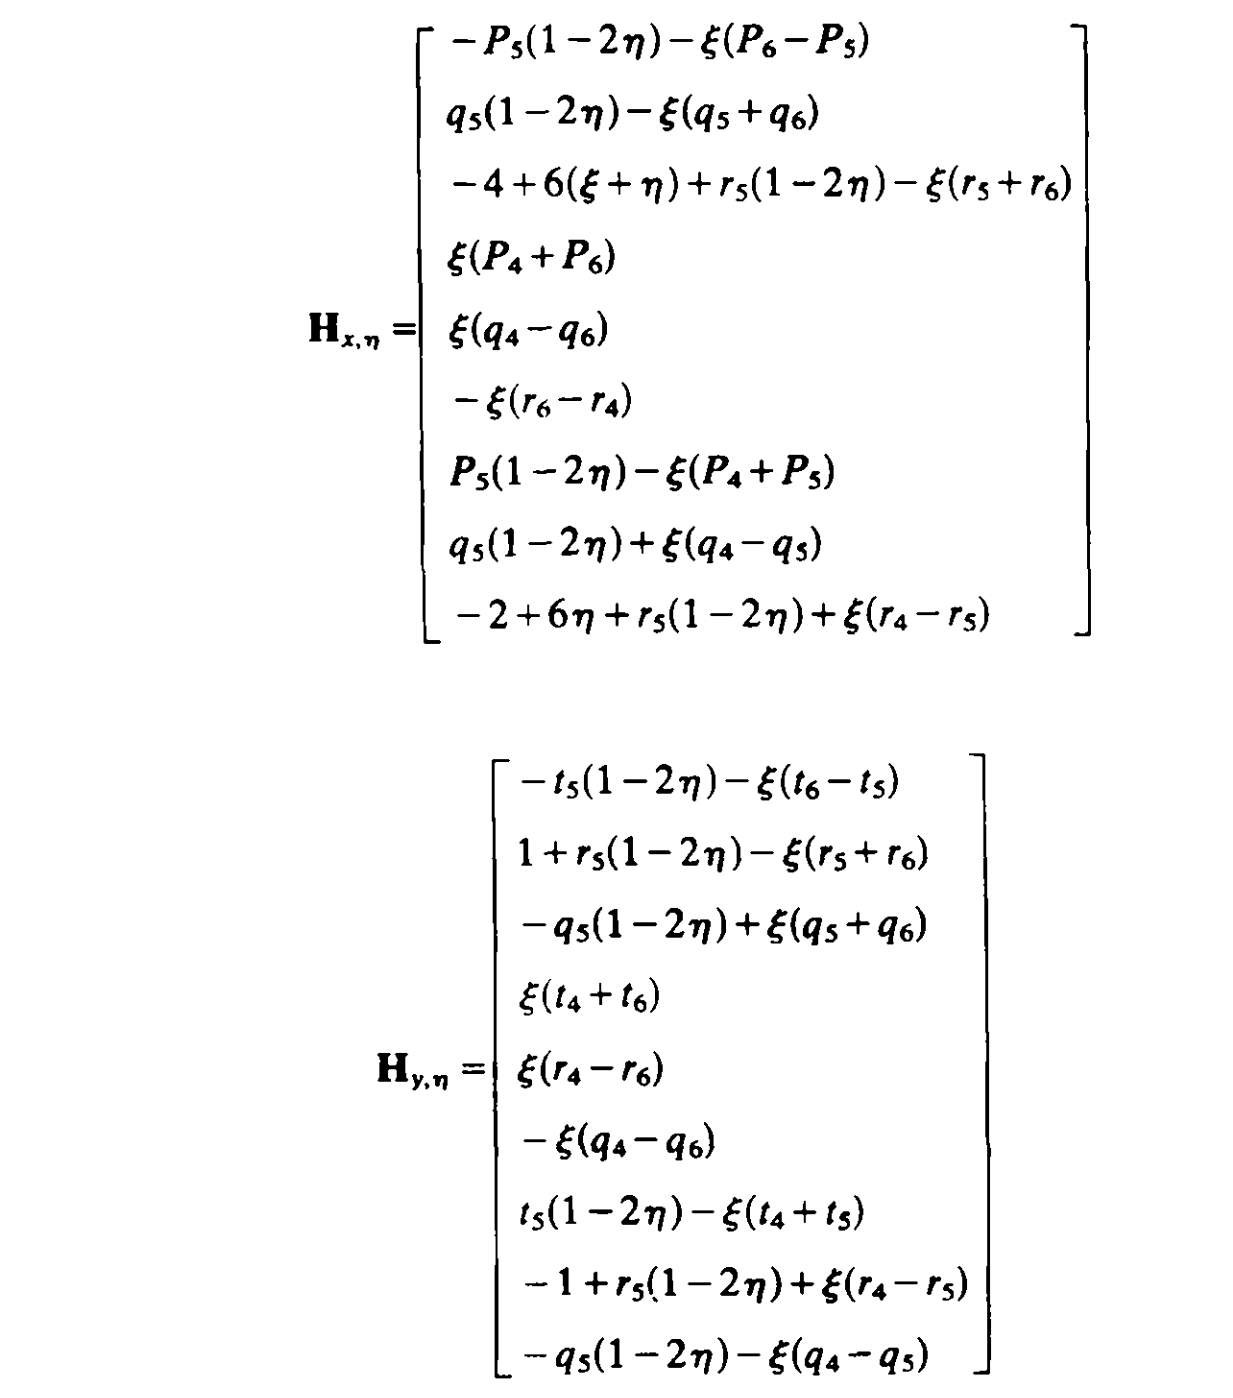 −P₅(1−2η)−ξ(P₆−P₅)
q₅(1−2η)−ξ(q₅+q₆)
−4+6(ξ+η)+r₅(1−2η)−ξ(r₅+r₆)
ξ(P₄+P₆)
H_{x,η} = ξ(q₄−q₆)
−ξ(r₆−r₄)
P₅(1−2η)−ξ(P₄+P₅)
q₅(1−2η)+ξ(q₄−q₅)
−2+6η+r₅(1−2η)+ξ(r₄−r₅)
−t₅(1−2η)−ξ(t₆−t₅)
1+r₅(1−2η)−ξ(r₅+r₆)
−q₅(1−2η)+ξ(q₅+q₆)
ξ(t₄+t₆)
H_{y,η} = ξ(r₄−r₆)
−ξ(q₄−q₆)
t₅(1−2η)−ξ(t₄+t₅)
−1+r₅(1−2η)+ξ(r₄−r₅)
−q₅(1−2η)−ξ(q₄−q₅)